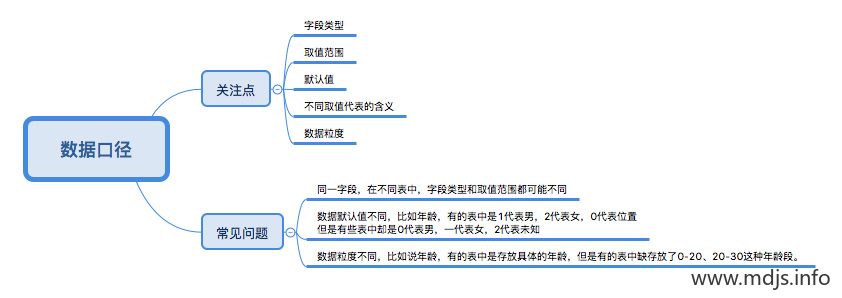 数据口径
关注点
字段类型
取值范围
默认值
不同取值代表的含义
数据粒度
常见问题
同一字段，在不同表中，字段类型和取值范围都可能不同
数据默认值不同，比如年龄，有的表中是1代表男，2代表女，0代表位置
但是有些表中却是0代表男，一代表女，2代表未知
数据粒度不同，比如说年龄，有的表中是存放具体的年龄，但是有的表中缺存放了0-20、20-30这种年龄段。
www.mdjs.info